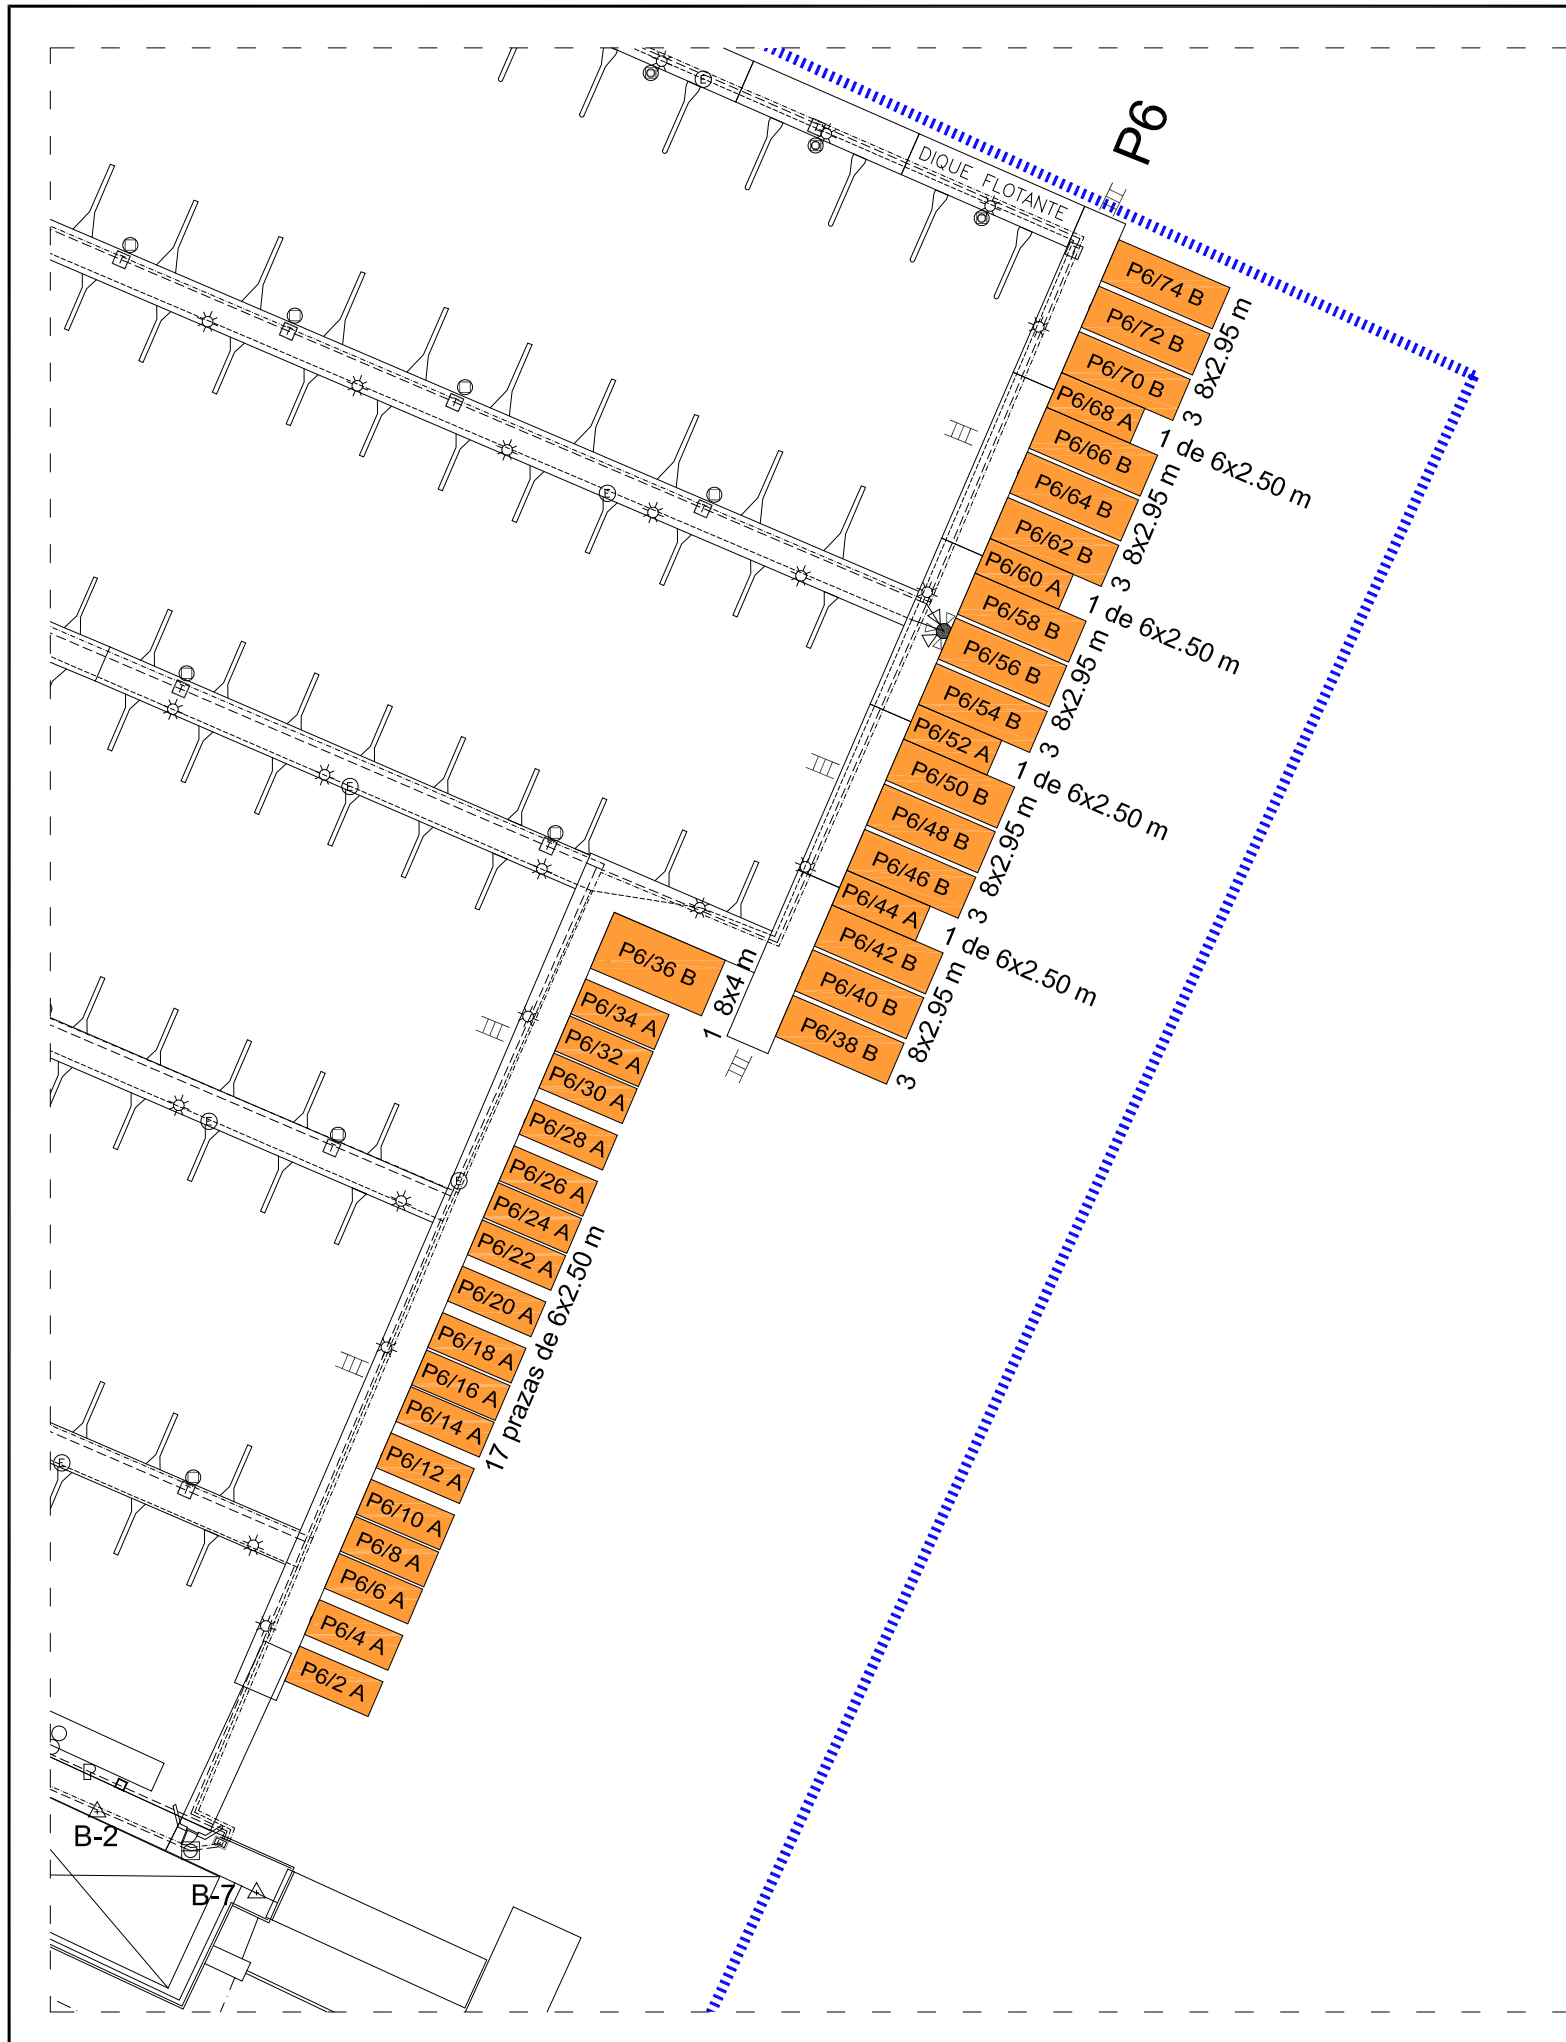 P6
DIQUE FLOTANTE
P6/74 B
P6/72 B
P6/70 B
3 8x2.95 m
P6/68 A
1 de 6x2.50 m
P6/66 B
P6/64 B
P6/62 B
3 8x2.95 m
P6/60 A
1 de 6x2.50 m
P6/58 B
P6/56 B
P6/54 B
3 8x2.95 m
P6/52 A
1 de 6x2.50 m
P6/50 B
P6/48 B
P6/46 B
3 8x2.95 m
P6/44 A
1 de 6x2.50 m
P6/42 B
P6/40 B
P6/38 B
3 8x2.95 m
P6/36 B
1 8x4 m
P6/34 A
P6/32 A
P6/30 A
P6/28 A
P6/26 A
P6/24 A
P6/22 A
P6/20 A
P6/18 A
P6/16 A
P6/14 A
P6/12 A
P6/10 A
P6/8 A
P6/6 A
P6/4 A
P6/2 A
17 prazas de 6x2.50 m
P
B-2
B-7